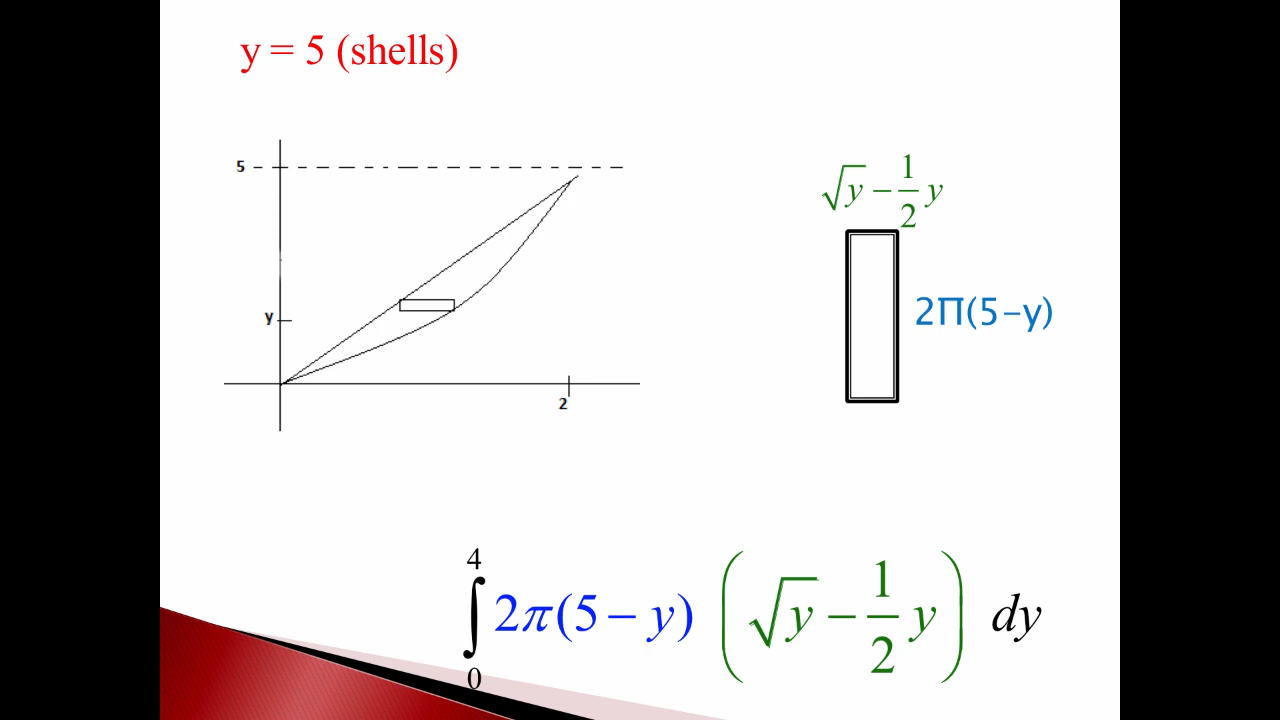 y = 5 (shells)
5
y
2
√y − 1/2 y
2Π(5−y)
∫₀⁴ 2π(5 − y) (√y − 1/2 y) dy